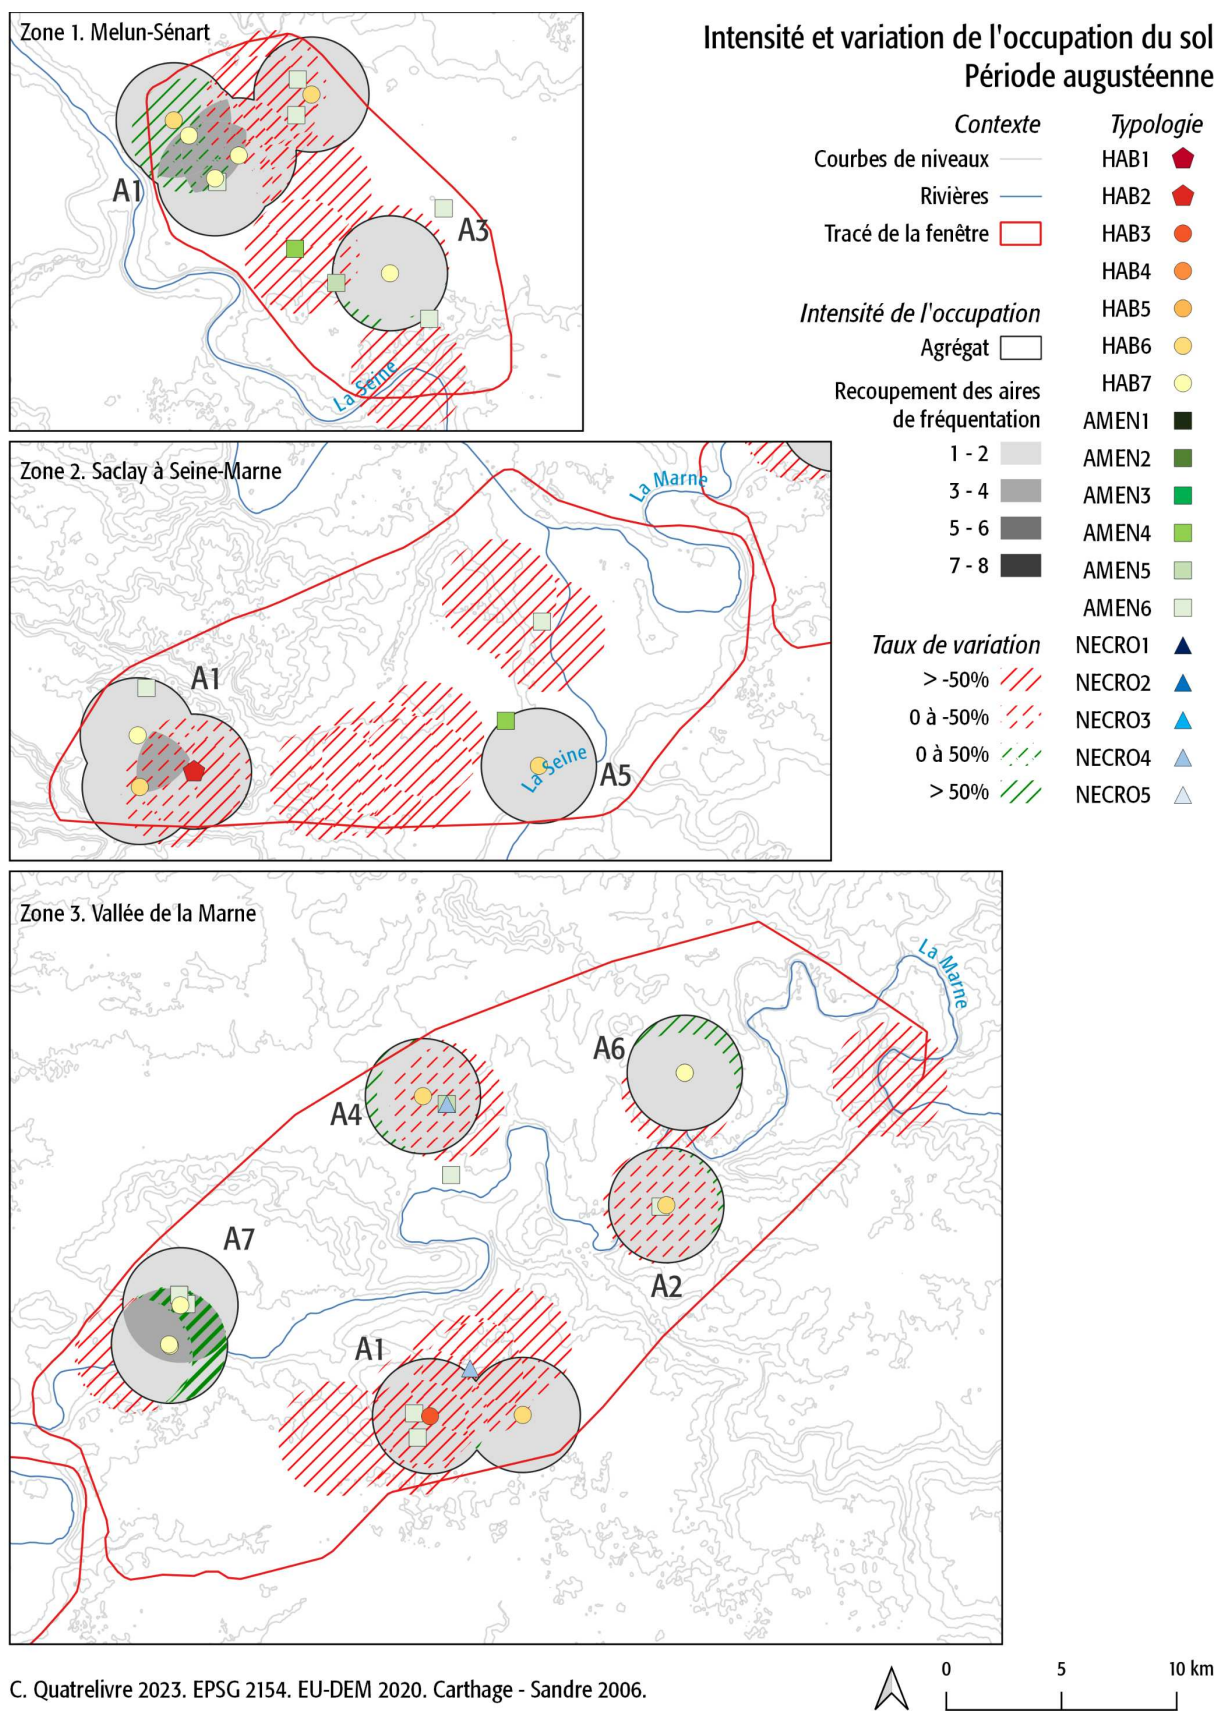 Intensité et variation de l'occupation du sol
Période augustéenne
Zone 1. Melun-Sénart
A1
A3
La Seine
Zone 2. Saclay à Seine-Marne
La Marne
A1
La Seine
A5
Zone 3. Vallée de la Marne
La Marne
A6
A4
A7
A2
A1
Contexte
Courbes de niveaux
Rivières
Tracé de la fenêtre
Intensité de l'occupation
Agrégat
Recoupement des aires
de fréquentation
1 - 2
3 - 4
5 - 6
7 - 8
Taux de variation
> -50%
0 à -50%
0 à 50%
> 50%
Typologie
HAB1
HAB2
HAB3
HAB4
HAB5
HAB6
HAB7
AMEN1
AMEN2
AMEN3
AMEN4
AMEN5
AMEN6
NECRO1
NECRO2
NECRO3
NECRO4
NECRO5
C. Quatrelivre 2023. EPSG 2154. EU-DEM 2020. Carthage - Sandre 2006.
0 5 10 km